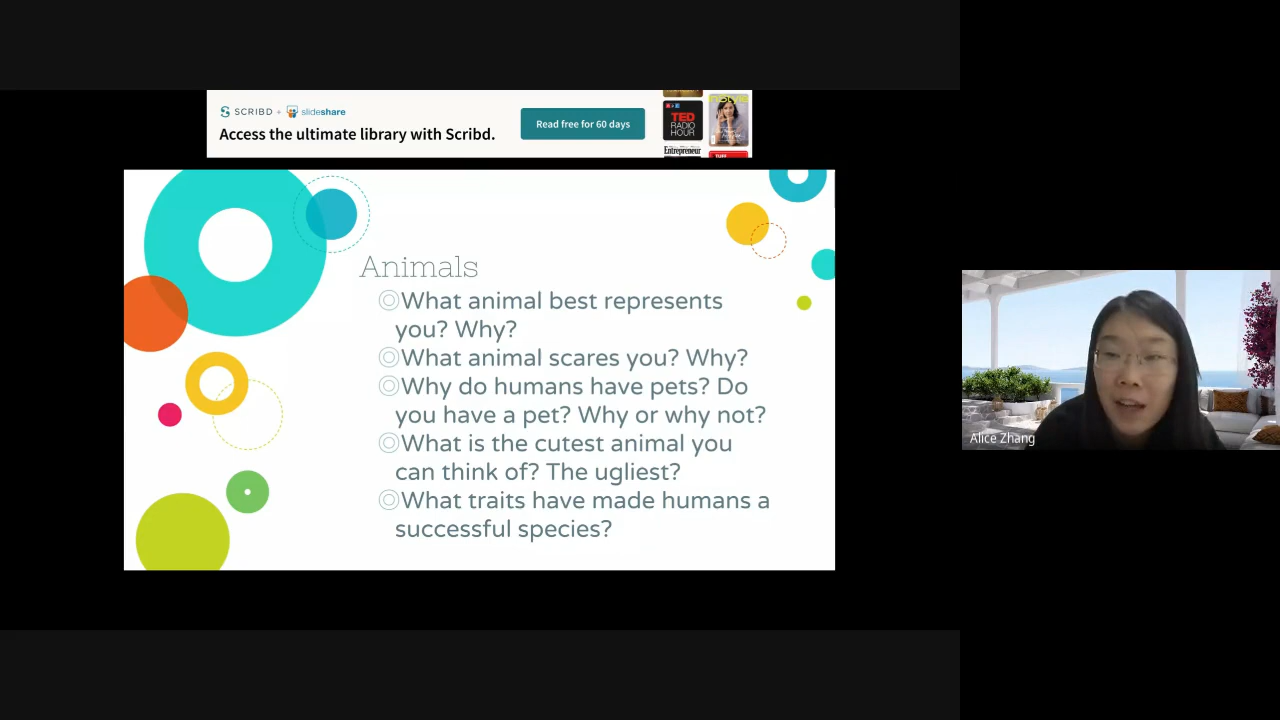 SCRIBD + slideshare
Access the ultimate library with Scribd.
Read free for 60 days
TED
RADIO
HOUR
InStyle
Entrepreneur
Animals
What animal best represents
you? Why?
What animal scares you? Why?
Why do humans have pets? Do
you have a pet? Why or why not?
What is the cutest animal you
can think of? The ugliest?
What traits have made humans a
successful species?
Alice Zhang